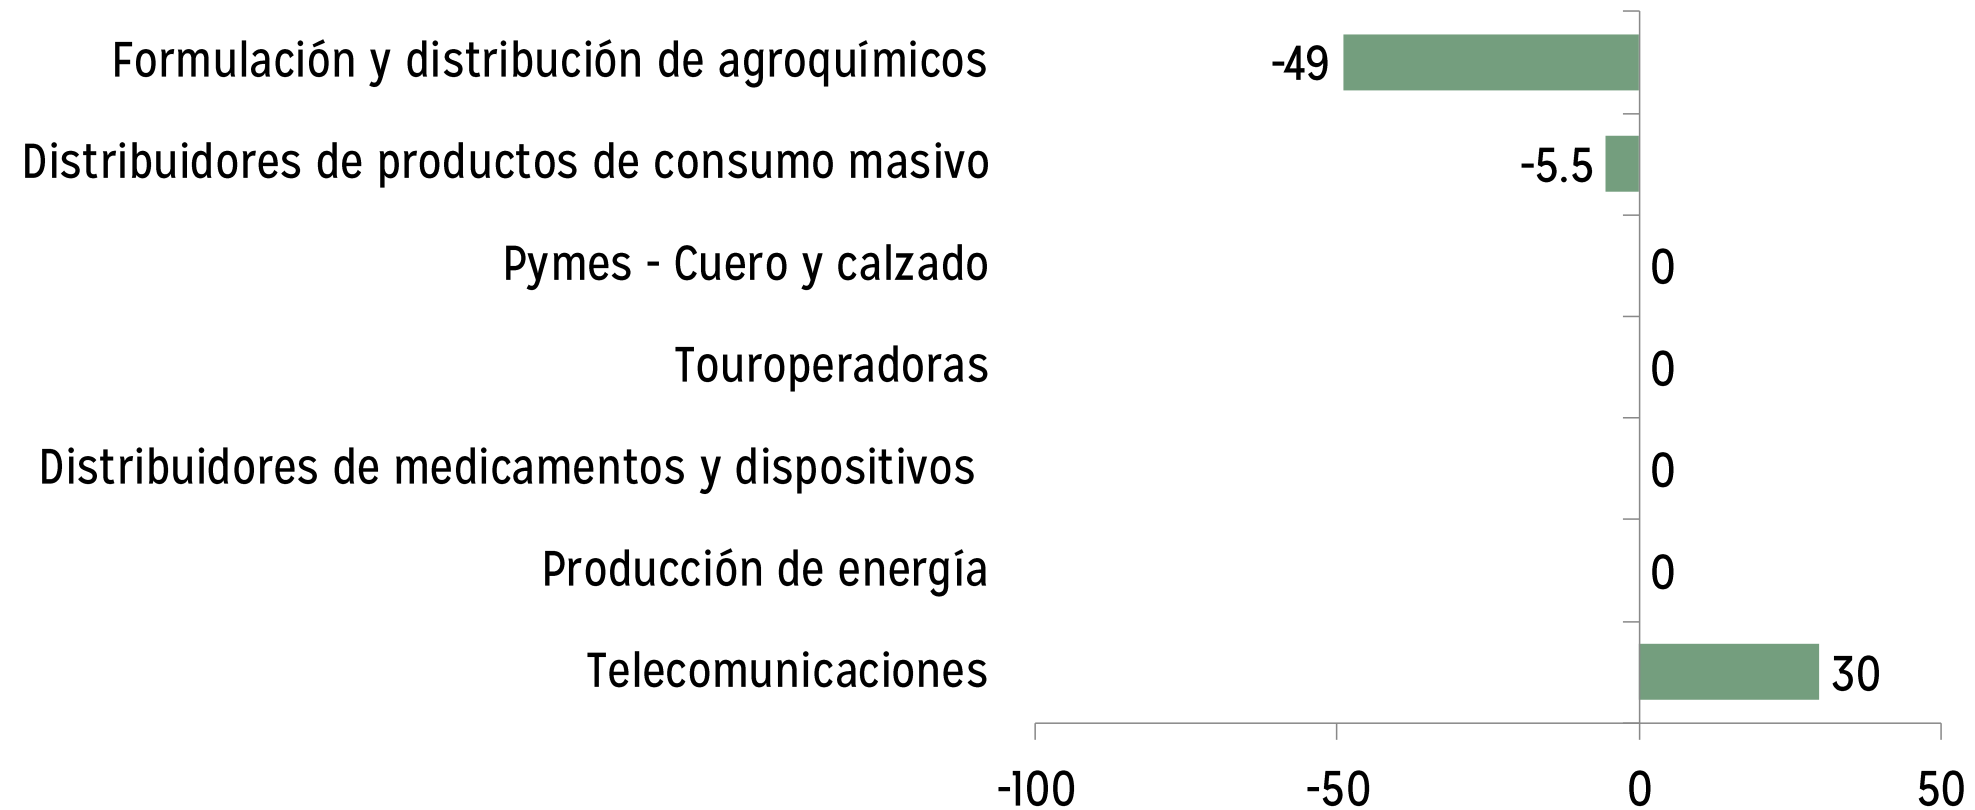 Formulación y distribución de agroquímicos -49
Distribuidores de productos de consumo masivo -5.5
Pymes - Cuero y calzado 0
Touroperadoras 0
Distribuidores de medicamentos y dispositivos 0
Producción de energía 0
Telecomunicaciones 30
-100 -50 0 50